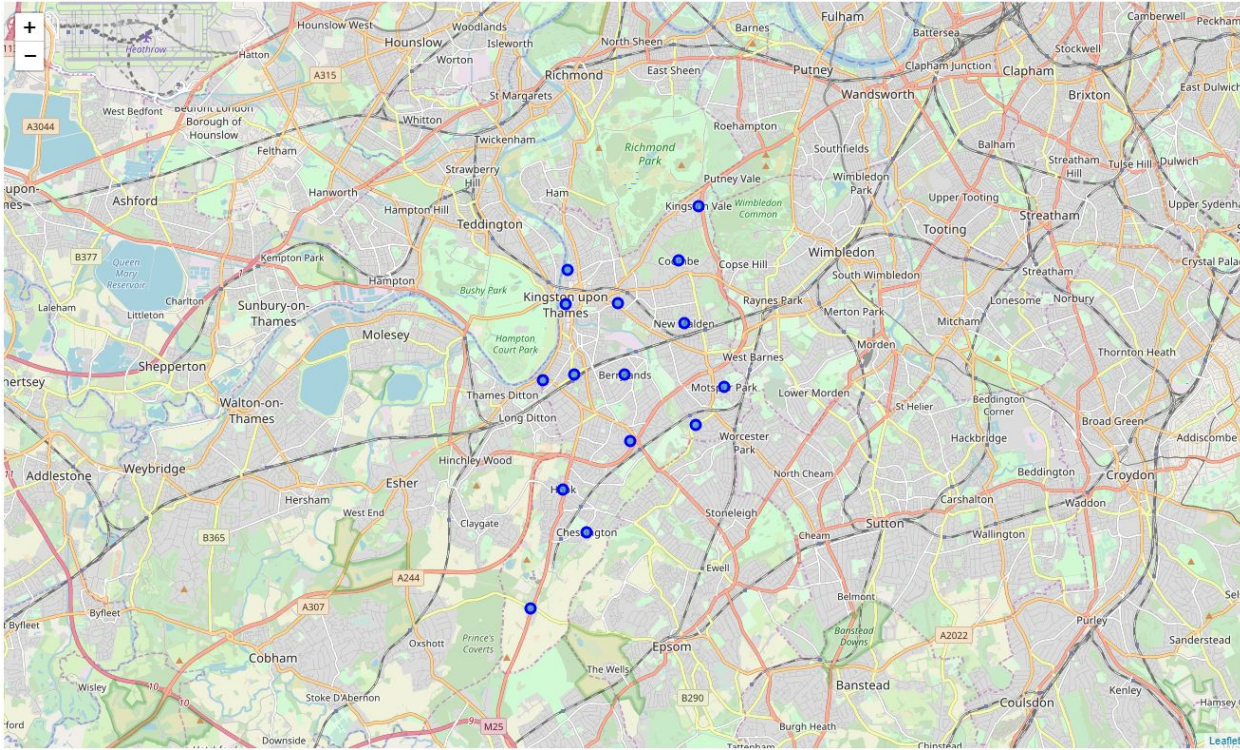 +
−
Heathrow
Hatton
Hounslow West
Woodlands
Isleworth
Hounslow
Worton
North Sheen
Barnes
Fulham
Battersea
Camberwell
Peckham
Stockwell
A315
Richmond
East Sheen
Putney
Clapham Junction
Clapham
Wandsworth
Brixton
East Dulwich
St Margarets
West Bedfont
Borough of
Hounslow
A3044
Whitton
Twickenham
Roehampton
Feltham
Richmond
Park
Southfields
Balham
Streatham
Hill
Tulse Hill
Dulwich
Strawberry
Hill
Ham
Putney Vale
Wimbledon
Park
Hanworth
Ashford
Hampton Hill
Teddington
Wimbledon
Common
Upper Tooting
Streatham
Tooting
B377
Kempton Park
Queen
Mary
Reservoir
Hampton
Bushy Park
Copse Hill
Wimbledon
South Wimbledon
Streatham
Crystal Palac
Laleham
Charlton
Littleton
Sunbury-on-
Thames
Kingston upon
Thames
Raynes Park
Merton Park
Lonesome
Norbury
Mitcham
Molesey
Hampton
Court Park
Morden
Thornton Heath
Shepperton
West Barnes
Walton-on-
Thames
Thames Ditton
Lower Morden
St Helier
Beddington
Corner
Long Ditton
Broad Green
Addiscombe
Worcester
Park
Hackbridge
Hinchley Wood
Addlestone
Weybridge
Esher
North Cheam
Beddington
Croydon
Hersham
West End
Carshalton
Waddon
Claygate
Stoneleigh
B365
Cheam
Sutton
Wallington
Ewell
A244
Byfleet
A307
Belmont
Oxshott
Prince's
Coverts
Banstead
Downs
A2022
Purley
Sanderstead
Cobham
Epsom
The Wells
Wisley
10
10
Stoke D'Abernon
B290
Banstead
Kenley
Coulsdon
9
M25
Downside
Burgh Heath
Tattenham
Chipstead
Leaflet